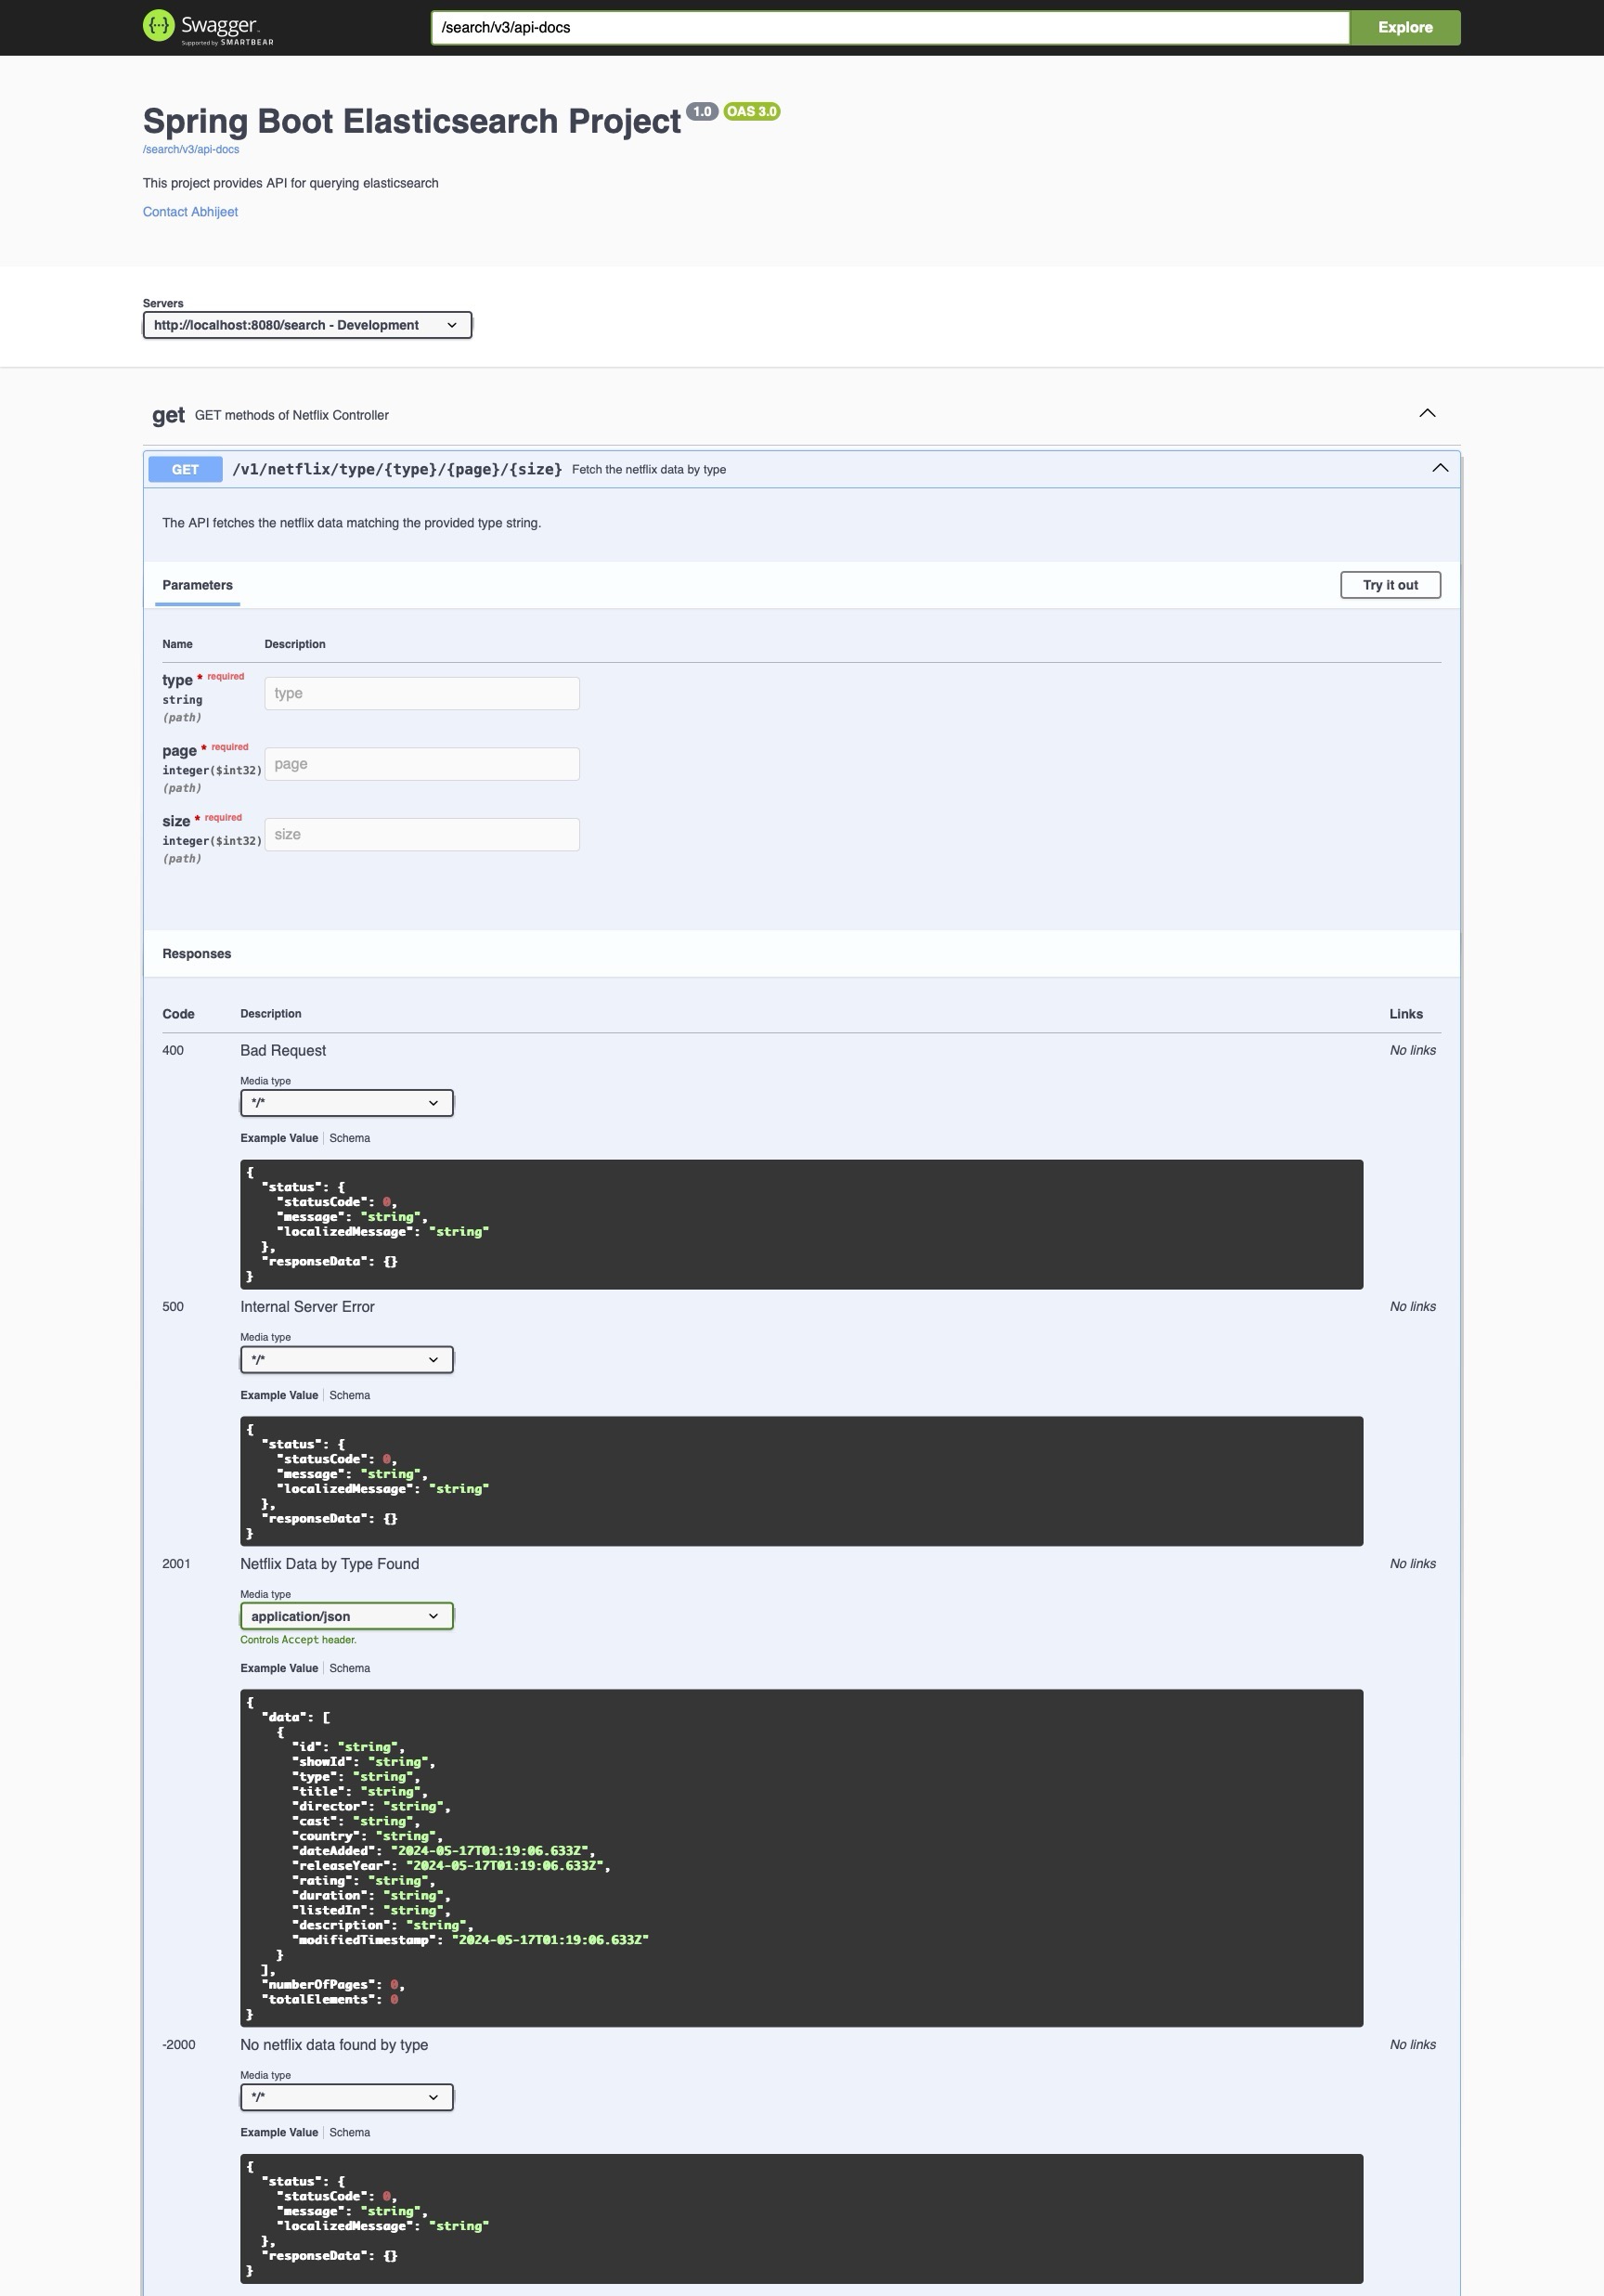 Swagger.
Supported by SMARTBEAR
/search/v3/api-docs
Explore
Spring Boot Elasticsearch Project 1.0 OAS 3.0
/search/v3/api-docs
This project provides API for querying elasticsearch
Contact Abhijeet
Servers
http://localhost:8080/search - Development
get GET methods of Netflix Controller
GET /v1/netflix/type/{type}/{page}/{size} Fetch the netflix data by type
The API fetches the netflix data matching the provided type string.
Parameters Try it out
Name Description
type * required
string
(path)
type
page * required
integer($int32)
(path)
page
size * required
integer($int32)
(path)
size
Responses
Code Description Links
400 Bad Request No links
Media type
*/*
Example Value Schema
{
  "status": {
    "statusCode": 0,
    "message": "string",
    "localizedMessage": "string"
  },
  "responseData": {}
}
500 Internal Server Error No links
Media type
*/*
Example Value Schema
{
  "status": {
    "statusCode": 0,
    "message": "string",
    "localizedMessage": "string"
  },
  "responseData": {}
}
2001 Netflix Data by Type Found No links
Media type
application/json
Controls Accept header.
Example Value Schema
{
  "data": [
    {
      "id": "string",
      "showId": "string",
      "type": "string",
      "title": "string",
      "director": "string",
      "cast": "string",
      "country": "string",
      "dateAdded": "2024-05-17T01:19:06.633Z",
      "releaseYear": "2024-05-17T01:19:06.633Z",
      "rating": "string",
      "duration": "string",
      "listedIn": "string",
      "description": "string",
      "modifiedTimestamp": "2024-05-17T01:19:06.633Z"
    }
  ],
  "numberOfPages": 0,
  "totalElements": 0
}
-2000 No netflix data found by type No links
Media type
*/*
Example Value Schema
{
  "status": {
    "statusCode": 0,
    "message": "string",
    "localizedMessage": "string"
  },
  "responseData": {}
}